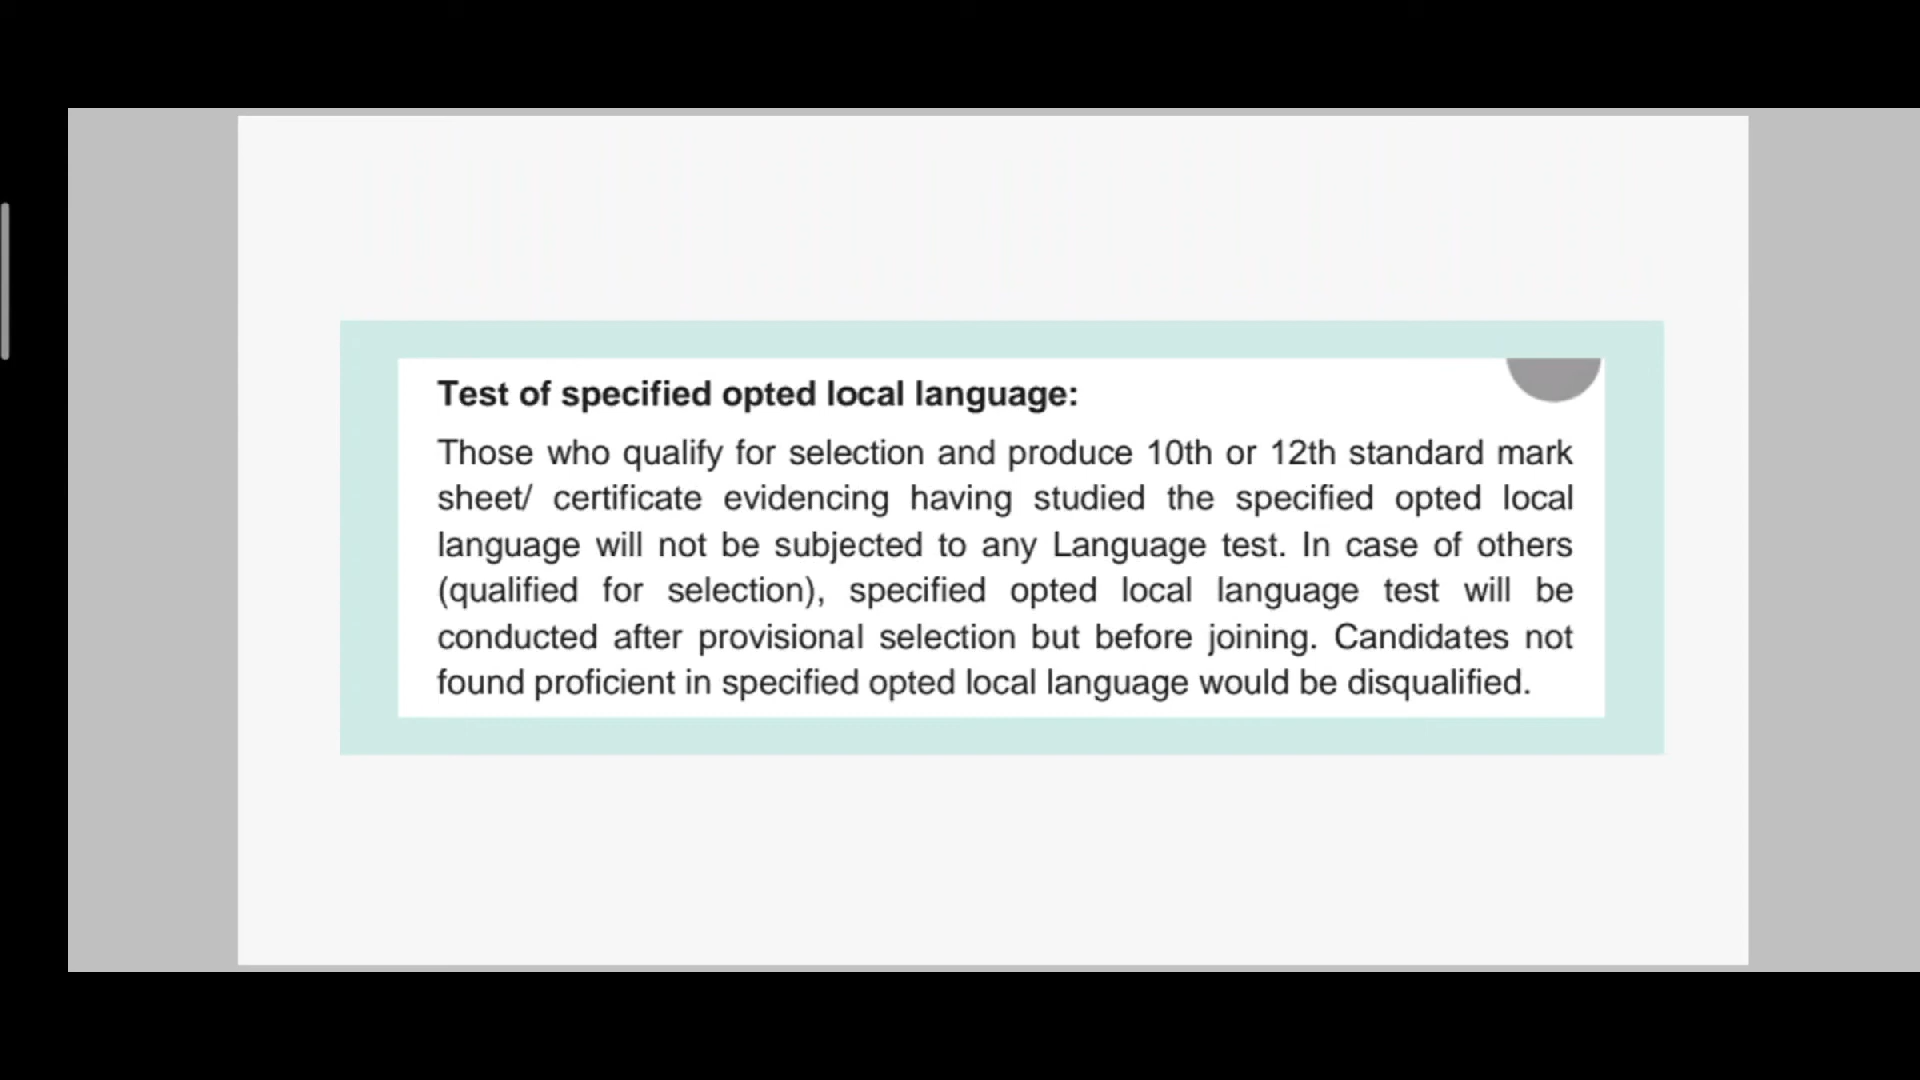 Test of specified opted local language:
Those who qualify for selection and produce 10th or 12th standard mark
sheet/ certificate evidencing having studied the specified opted local
language will not be subjected to any Language test. In case of others
(qualified for selection), specified opted local language test will be
conducted after provisional selection but before joining. Candidates not
found proficient in specified opted local language would be disqualified.